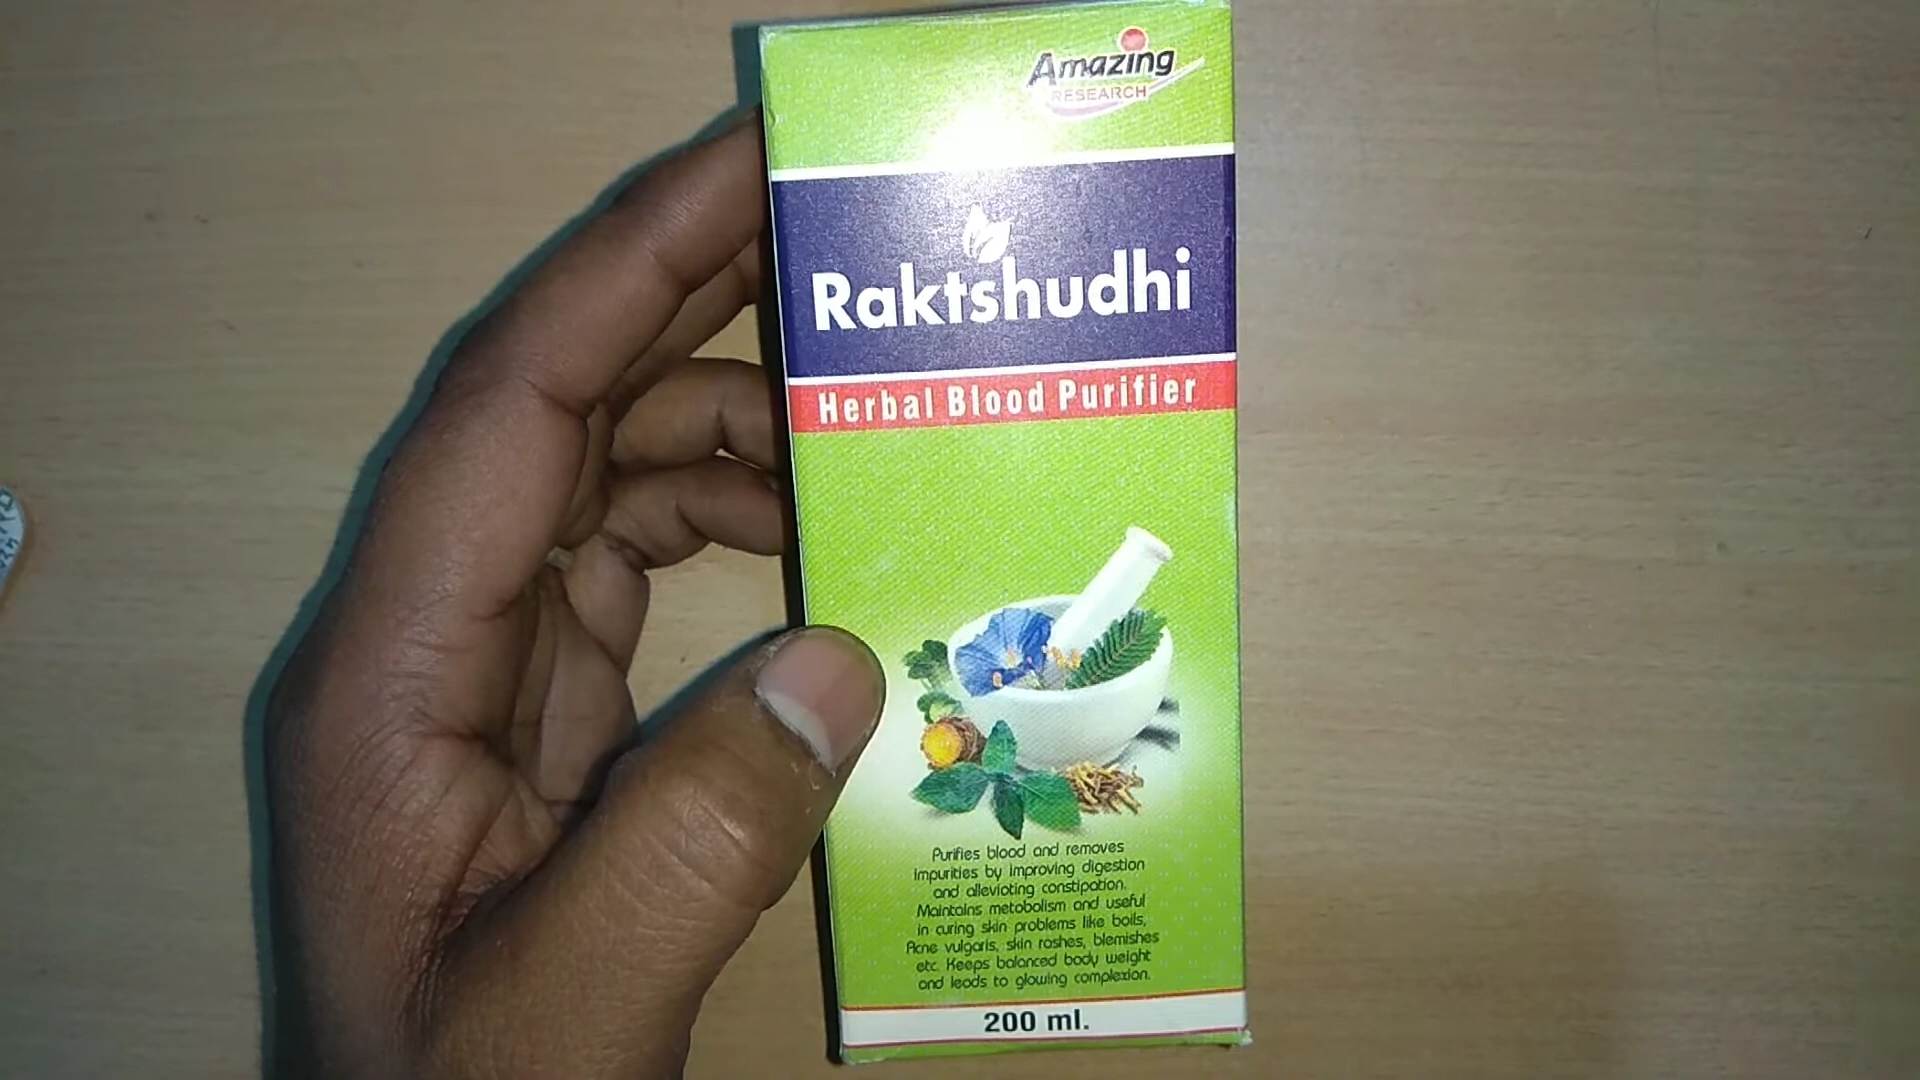 Amazing
RESEARCH
Raktshudhi
Herbal Blood Purifier
Purifies blood and removes
impurities by improving digestion
and allevioting constipation.
Maintains metobolism and useful
in curing skin problems like boils,
Acne vulgaris, skin rashes, blemishes
etc. Keeps balanced body weight
and leads to glowing complexion.
200 ml.